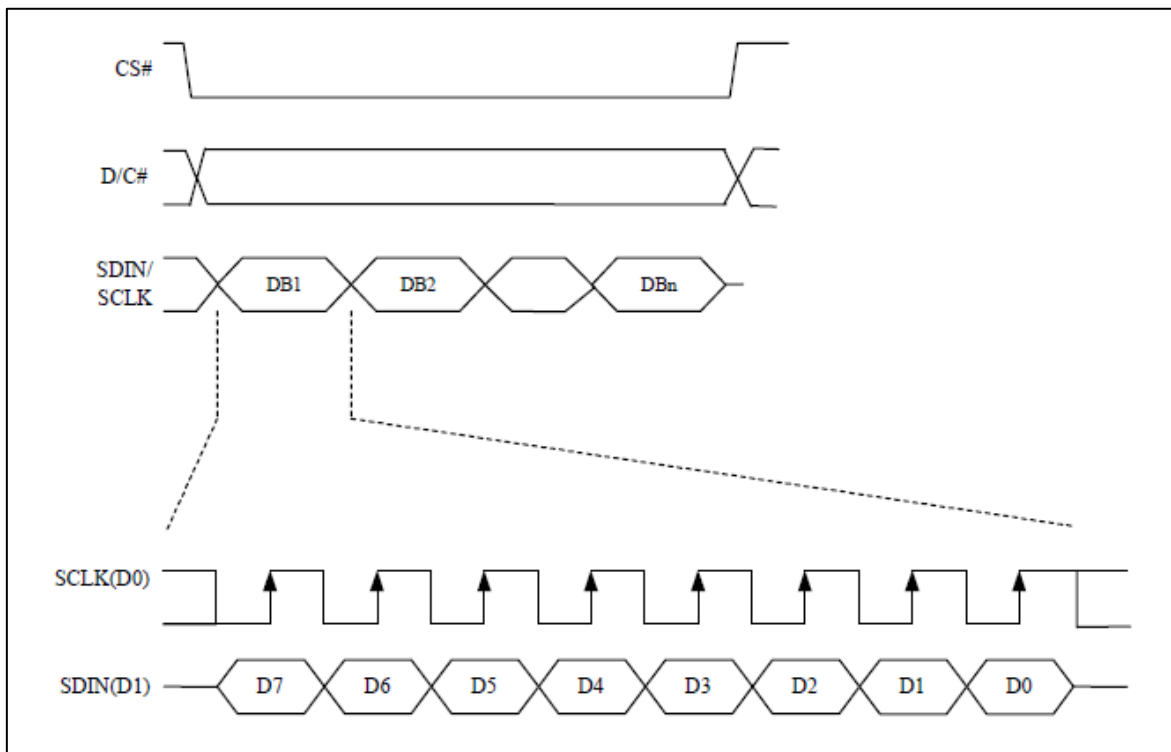 CS#
D/C#
SDIN/
SCLK
DB1 DB2 DBn
SCLK(D0)
SDIN(D1) D7 D6 D5 D4 D3 D2 D1 D0